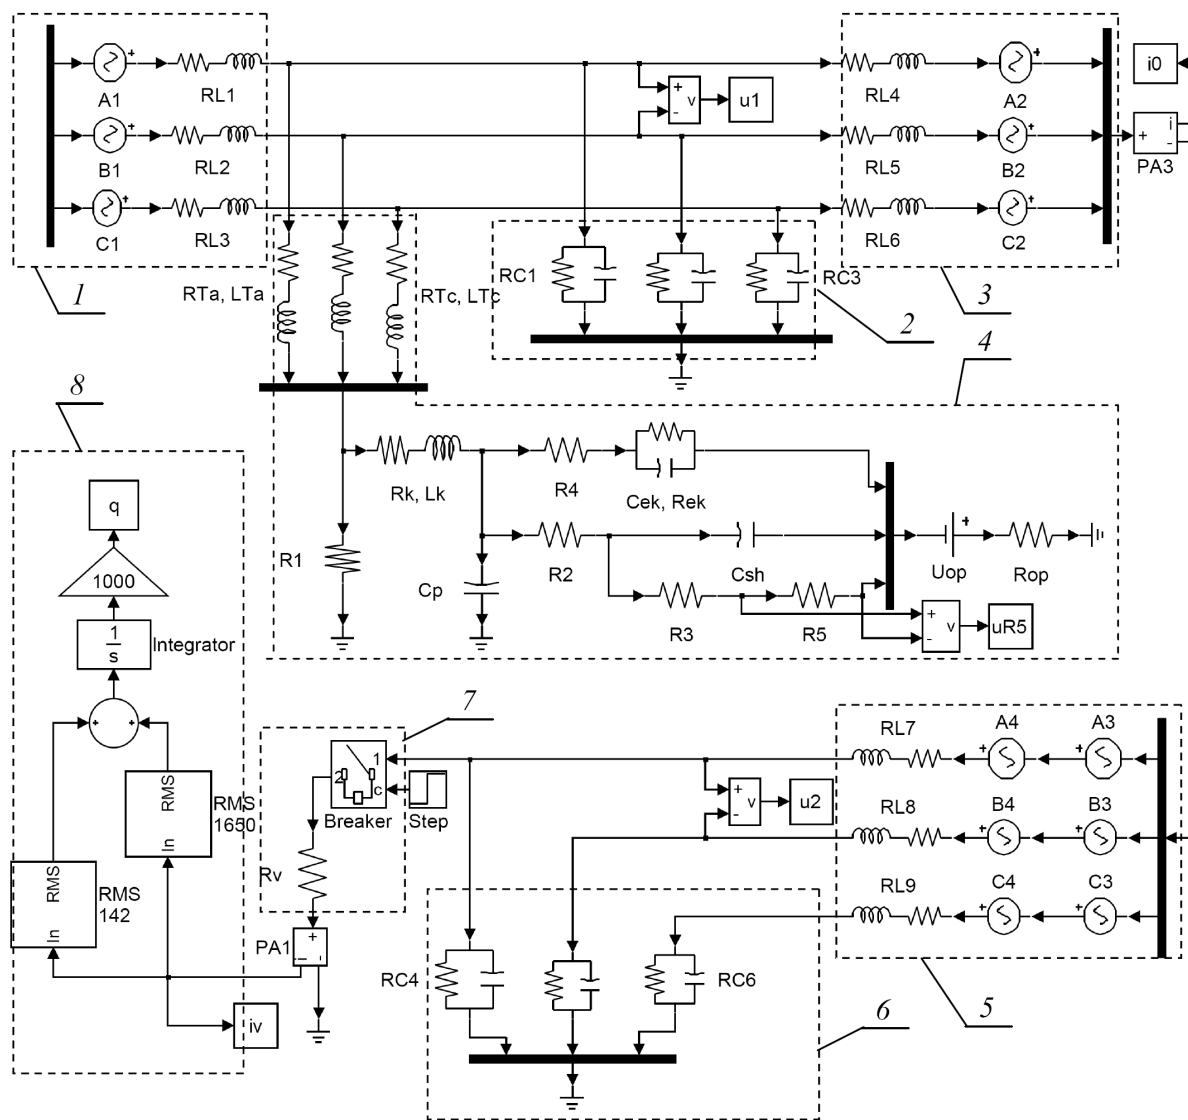 + + i0
RL1 + v u1 RL4
A1 - A2
+ + i
+ -
RL2 RL5 PA3
B1 B2
+ +
RL3 RL6
C1 C2
1 RTa, LTa RTc, LTc RC1 RC3 3
2
4
8
q R4
Rk, Lk Cek, Rek
1000 R1 +
R2 Csh Uop Rop
Cp
1
s Integrator + v uR5
R3 R5 -
+ +
7 RL7 A4 A3
1 + +
2
c + v u2
RMS RMS 1650 Breaker Step - RL8 B4 B3
+ +
In Rv
RMS RMS 142 RL9 C4 C3
+ +
In
PA1 +
- -
RC4 RC6
5
iv 6